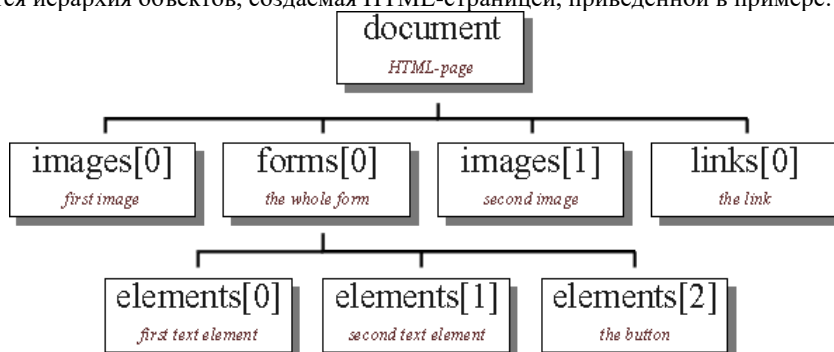 тся иерархия объектов, создаваемая HTML-страницей, приведенной в примере.
document
HTML-page
images[0] forms[0] images[1] links[0]
first image the whole form second image the link
elements[0] elements[1] elements[2]
first text element second text element the button